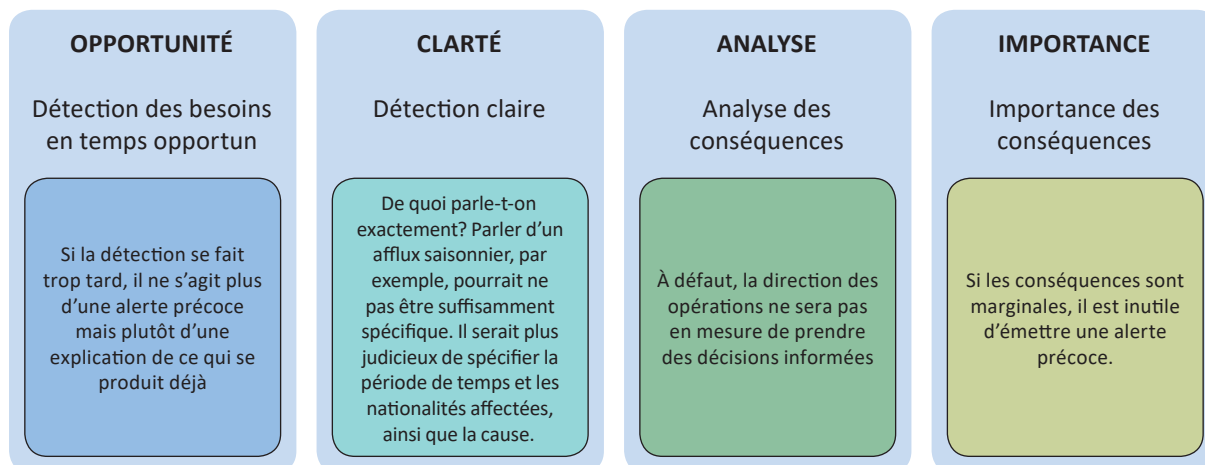 OPPORTUNITÉ
Détection des besoins
en temps opportun
Si la détection se fait
trop tard, il ne s’agit plus
d’une alerte précoce
mais plutôt d’une
explication de ce qui se
produit déjà
CLARTÉ
Détection claire
De quoi parle-t-on
exactement? Parler d’un
afflux saisonnier, par
exemple, pourrait ne
pas être suffisamment
spécifique. Il serait plus
judicieux de spécifier la
période de temps et les
nationalités affectées,
ainsi que la cause.
ANALYSE
Analyse des
conséquences
À défaut, la direction des
opérations ne sera pas
en mesure de prendre
des décisions informées
IMPORTANCE
Importance des
conséquences
Si les conséquences sont
marginales, il est inutile
d’émettre une alerte
précoce.